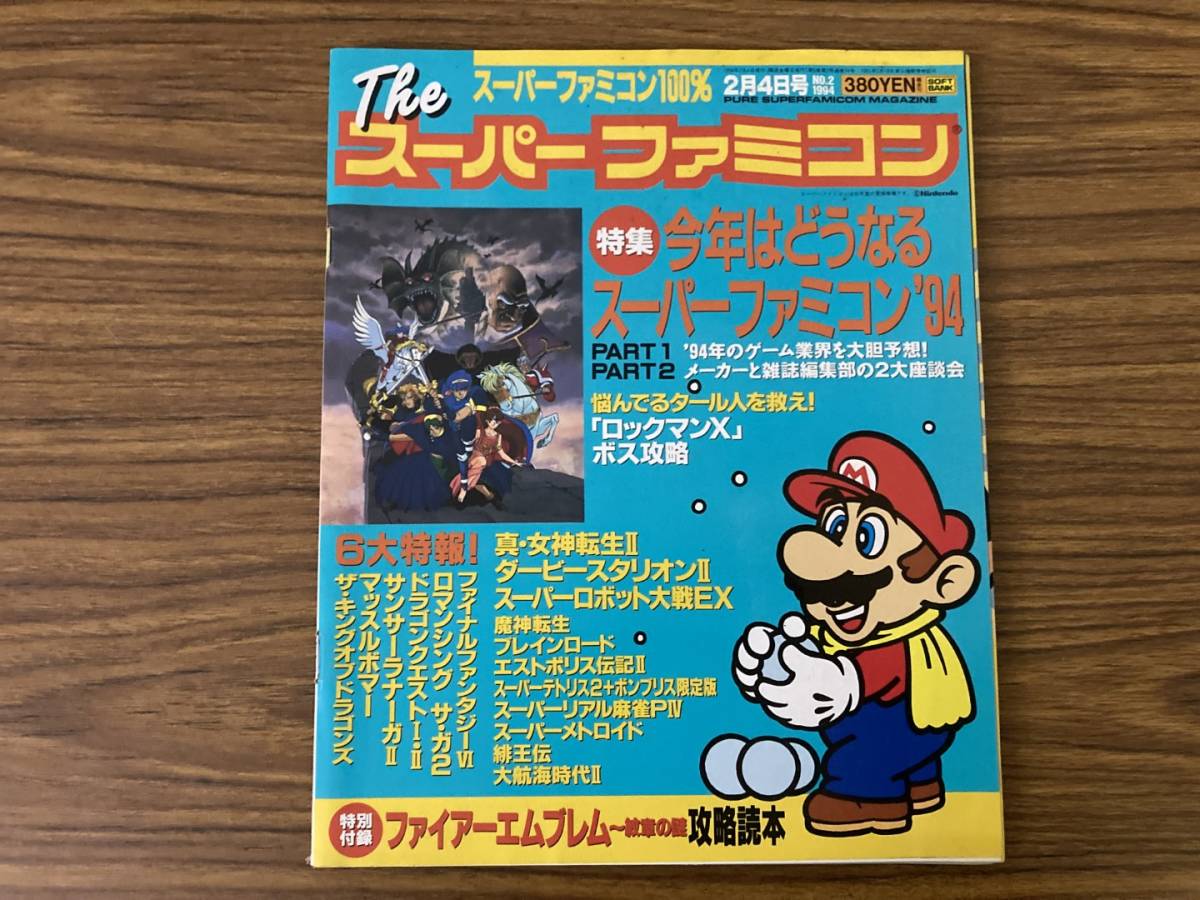 The
スーパーファミコン100%
2月4日号 NO.2 1994 380YEN SOFT BANK
PURE SUPERFAMICOM MAGAZINE
スーパーファミコン®
©Nintendo
特集 今年はどうなる
スーパーファミコン'94
PART 1 '94年のゲーム業界を大胆予想!
PART 2 メーカーと雑誌編集部の2大座談会
悩んでるタール人を救え!
「ロックマンX」
ボス攻略
M
6大特報!
ファイナルファンタジーⅥ
ロマンシング サ・ガ2
ドラゴンクエストⅠ・Ⅱ
サンサーラナーガⅡ
マッスルボマー
ザ・キングオブドラゴンズ
真・女神転生Ⅱ
ダービースタリオンⅡ
スーパーロボット大戦EX
魔神転生
ブレインロード
エストポリス伝記Ⅱ
スーパーテトリス2+ボンブリス限定版
スーパーリアル麻雀PⅣ
スーパーメトロイド
緋王伝
大航海時代Ⅱ
特別付録 ファイアーエムブレム〜紋章の謎 攻略読本